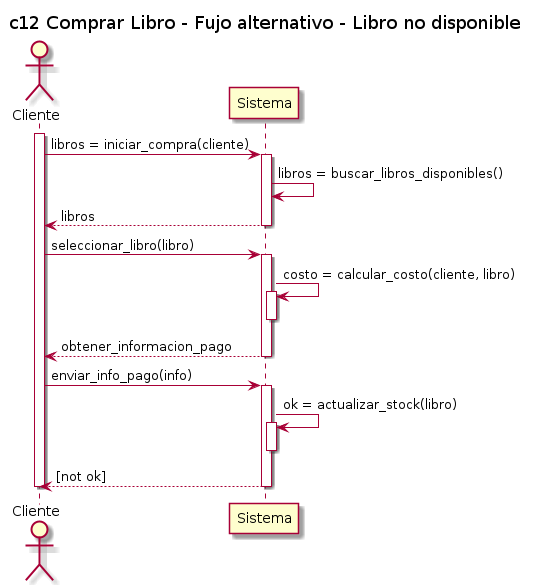 c12 Comprar Libro - Fujo alternativo - Libro no disponible
Cliente
Sistema
libros = iniciar_compra(cliente)
libros = buscar_libros_disponibles()
libros
seleccionar_libro(libro)
costo = calcular_costo(cliente, libro)
obtener_informacion_pago
enviar_info_pago(info)
ok = actualizar_stock(libro)
[not ok]
Cliente
Sistema